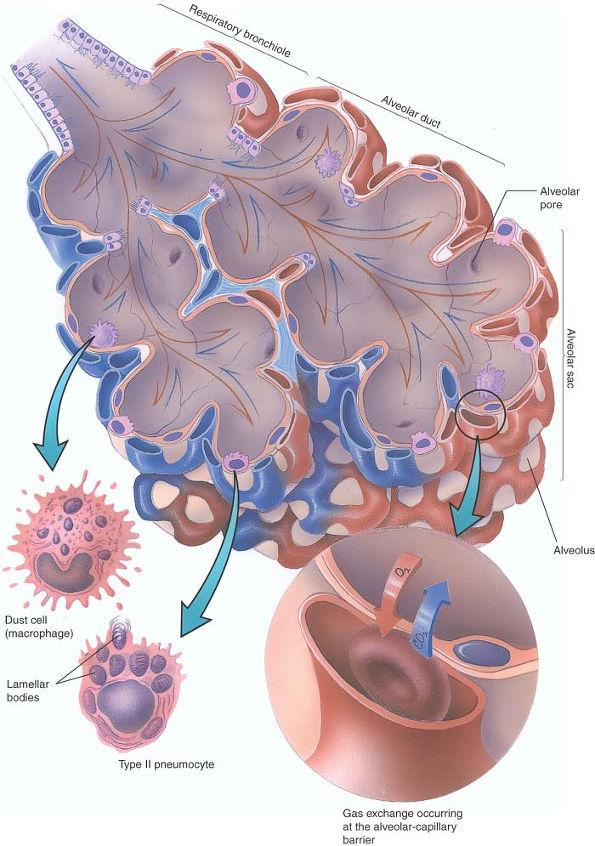 Respiratory bronchiole
Alveolar duct
Alveolar
pore
Alveolar sac
Alveolus
O₂
CO₂
Dust cell
(macrophage)
Lamellar
bodies
Type II pneumocyte
Gas exchange occurring
at the alveolar-capillary
barrier